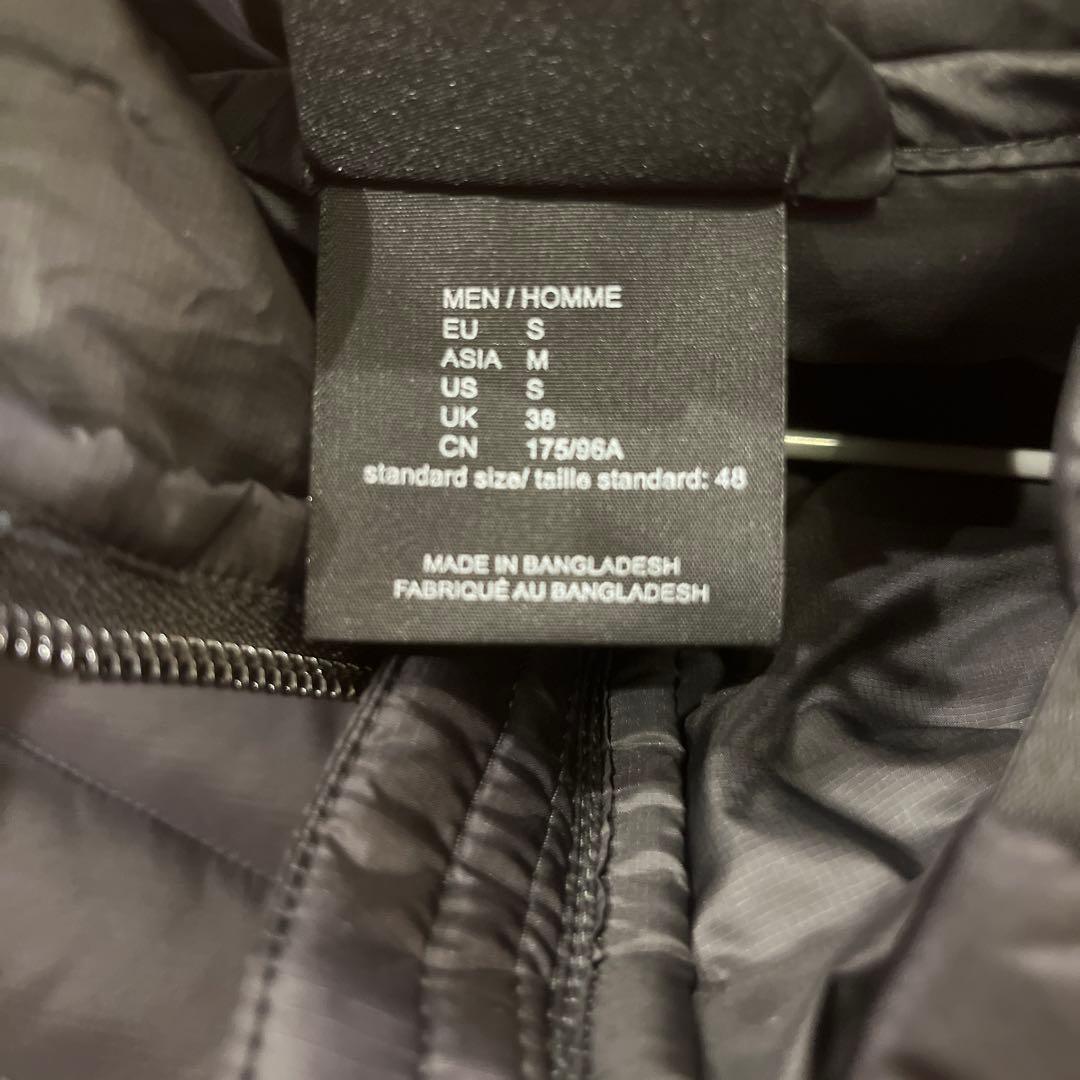 MEN / HOMME
EU S
ASIA M
US S
UK 38
CN 175/96A
standard size/ taille standard: 48
MADE IN BANGLADESH
FABRIQUÉ AU BANGLADESH